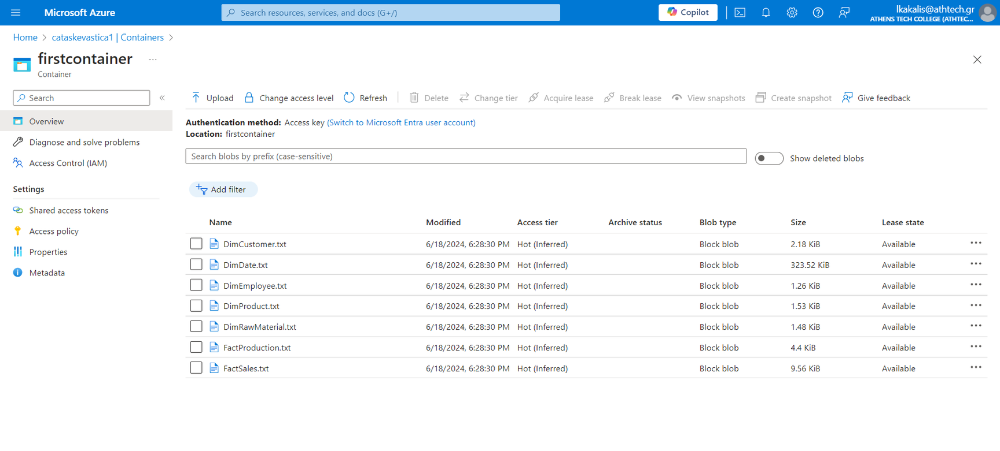 Microsoft Azure
Search resources, services, and docs (G+/)
Copilot
lkakalis@athtech.gr
ATHENS TECH COLLEGE (ATHTEC...
Home > cataskevastica1 | Containers >
firstcontainer ...
Container
Search
«
Overview
Diagnose and solve problems
Access Control (IAM)
Settings
Shared access tokens
Access policy
Properties
Metadata
Upload Change access level Refresh Delete Change tier Acquire lease Break lease View snapshots Create snapshot Give feedback
Authentication method: Access key (Switch to Microsoft Entra user account)
Location: firstcontainer
Search blobs by prefix (case-sensitive)
Show deleted blobs
Add filter
Name Modified Access tier Archive status Blob type Size Lease state
DimCustomer.txt 6/18/2024, 6:28:30 PM Hot (Inferred) Block blob 2.18 KiB Available ...
DimDate.txt 6/18/2024, 6:28:30 PM Hot (Inferred) Block blob 323.52 KiB Available ...
DimEmployee.txt 6/18/2024, 6:28:30 PM Hot (Inferred) Block blob 1.26 KiB Available ...
DimProduct.txt 6/18/2024, 6:28:30 PM Hot (Inferred) Block blob 1.53 KiB Available ...
DimRawMaterial.txt 6/18/2024, 6:28:30 PM Hot (Inferred) Block blob 1.48 KiB Available ...
FactProduction.txt 6/18/2024, 6:28:30 PM Hot (Inferred) Block blob 4.4 KiB Available ...
FactSales.txt 6/18/2024, 6:28:30 PM Hot (Inferred) Block blob 9.56 KiB Available ...